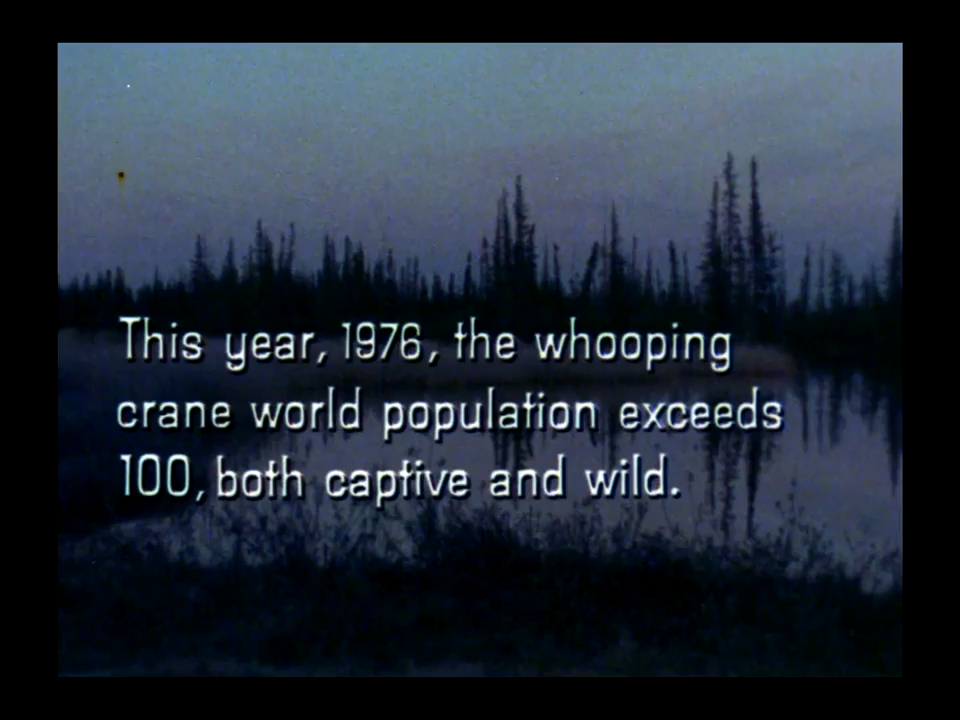 This year, 1976, the whooping
crane world population exceeds
100, both captive and wild.